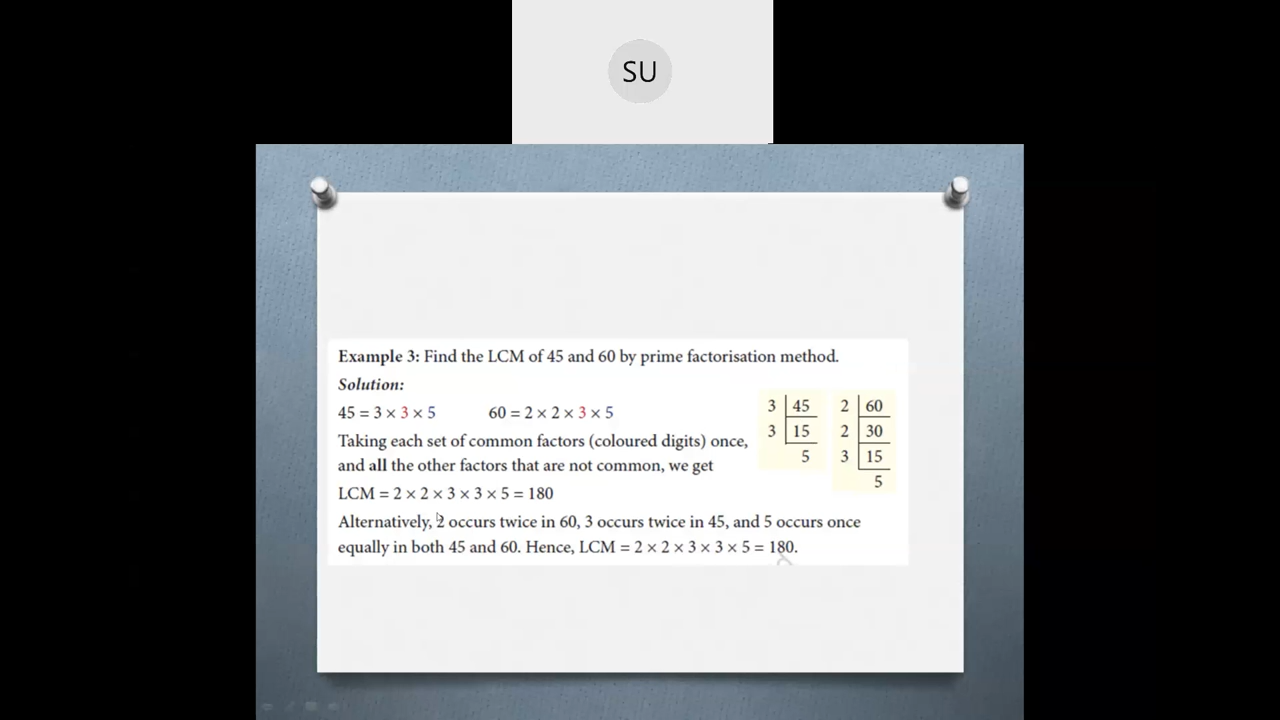 SU
Example 3: Find the LCM of 45 and 60 by prime factorisation method.
Solution:
45 = 3 × 3 × 5 60 = 2 × 2 × 3 × 5
Taking each set of common factors (coloured digits) once,
and all the other factors that are not common, we get
LCM = 2 × 2 × 3 × 3 × 5 = 180
Alternatively, 2 occurs twice in 60, 3 occurs twice in 45, and 5 occurs once
equally in both 45 and 60. Hence, LCM = 2 × 2 × 3 × 3 × 5 = 180.
3 45
3 15
5
2 60
2 30
3 15
5